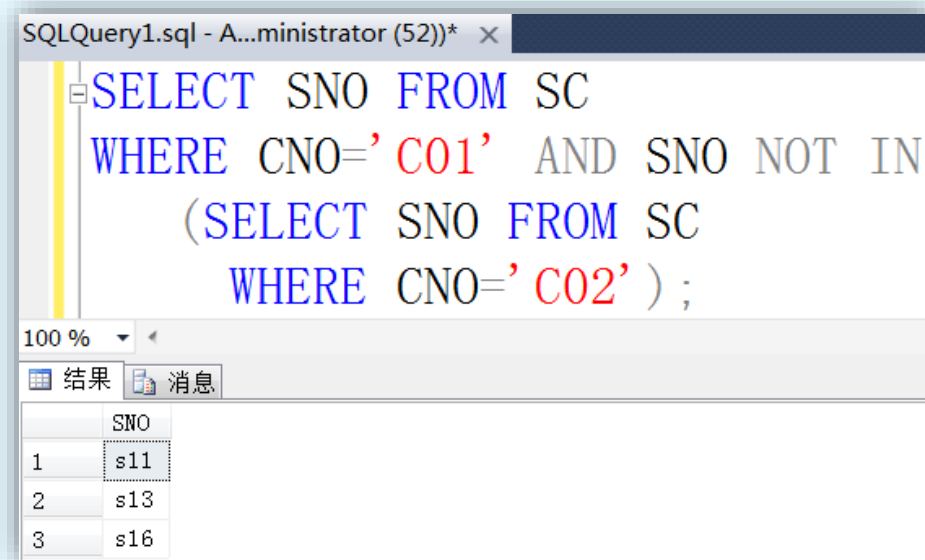 SQLQuery1.sql - A...ministrator (52))*
SELECT SNO FROM SC
WHERE CNO='C01' AND SNO NOT IN
(SELECT SNO FROM SC
WHERE CNO='C02');
100 %
结果 消息
SNO
1 s11
2 s13
3 s16